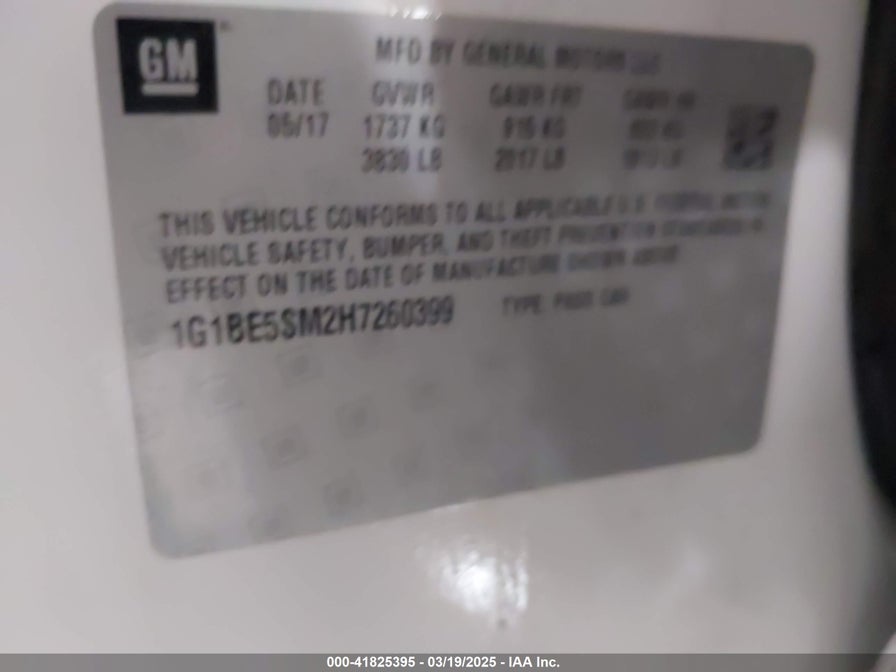 GM
MFD BY GENERAL MOTORS LLC
DATE GVWR GAWR FRT GAWR RR
05/17 1737 KG 915 KG
3830 LB 2017 LB
THIS VEHICLE CONFORMS TO ALL APPLICABLE U.S. FEDERAL MOTOR
VEHICLE SAFETY, BUMPER, AND THEFT PREVENTION STANDARDS IN
EFFECT ON THE DATE OF MANUFACTURE SHOWN ABOVE
1G1BE5SM2H7260399 TYPE: PASS CAR
000-41825395 - 03/19/2025 - IAA Inc.